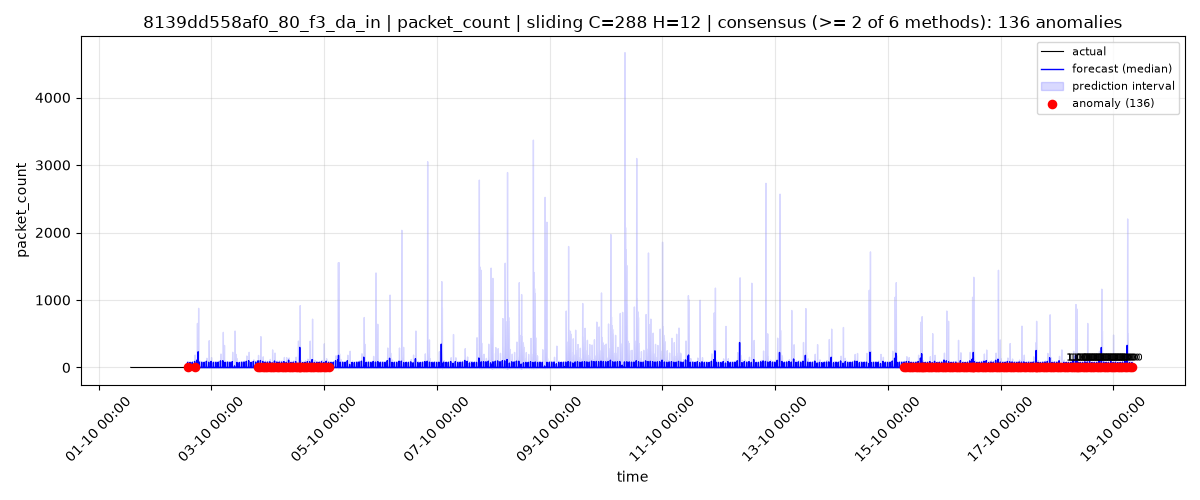 8139dd558af0_80_f3_da_in | packet_count | sliding C=288 H=12 | consensus (>= 2 of 6 methods): 136 anomalies
actual
forecast (median)
prediction interval
anomaly (136)
packet_count
4000
3000
2000
1000
0
01-10 00:00
03-10 00:00
05-10 00:00
07-10 00:00
09-10 00:00
11-10 00:00
13-10 00:00
15-10 00:00
17-10 00:00
19-10 00:00
time